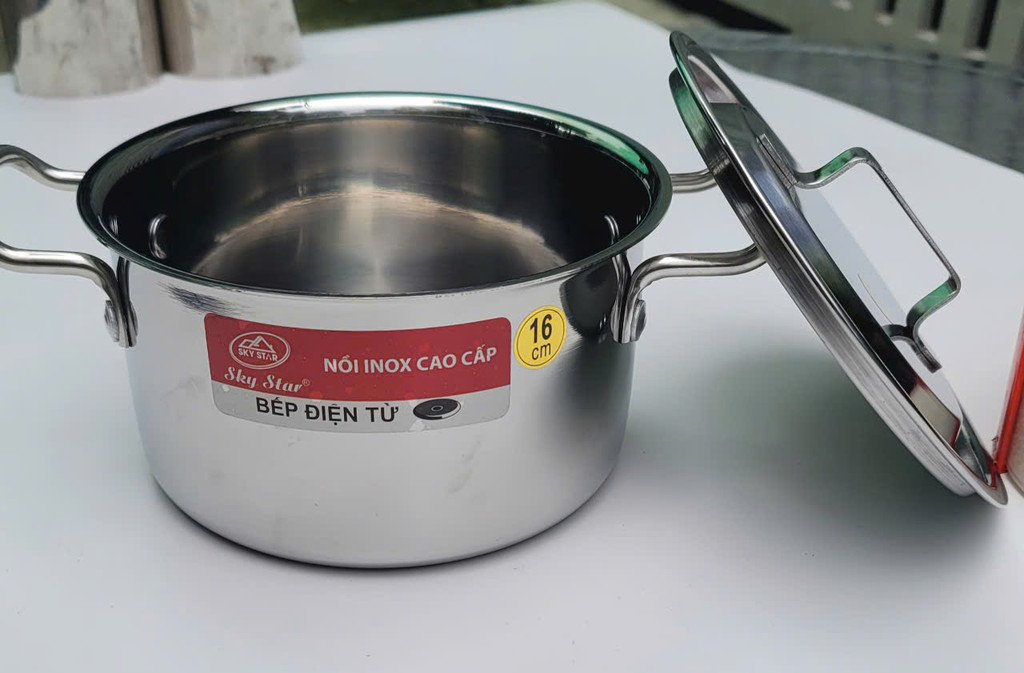 SKY STAR
Sky Star®
NỒI INOX CAO CẤP
BẾP ĐIỆN TỪ
16
cm